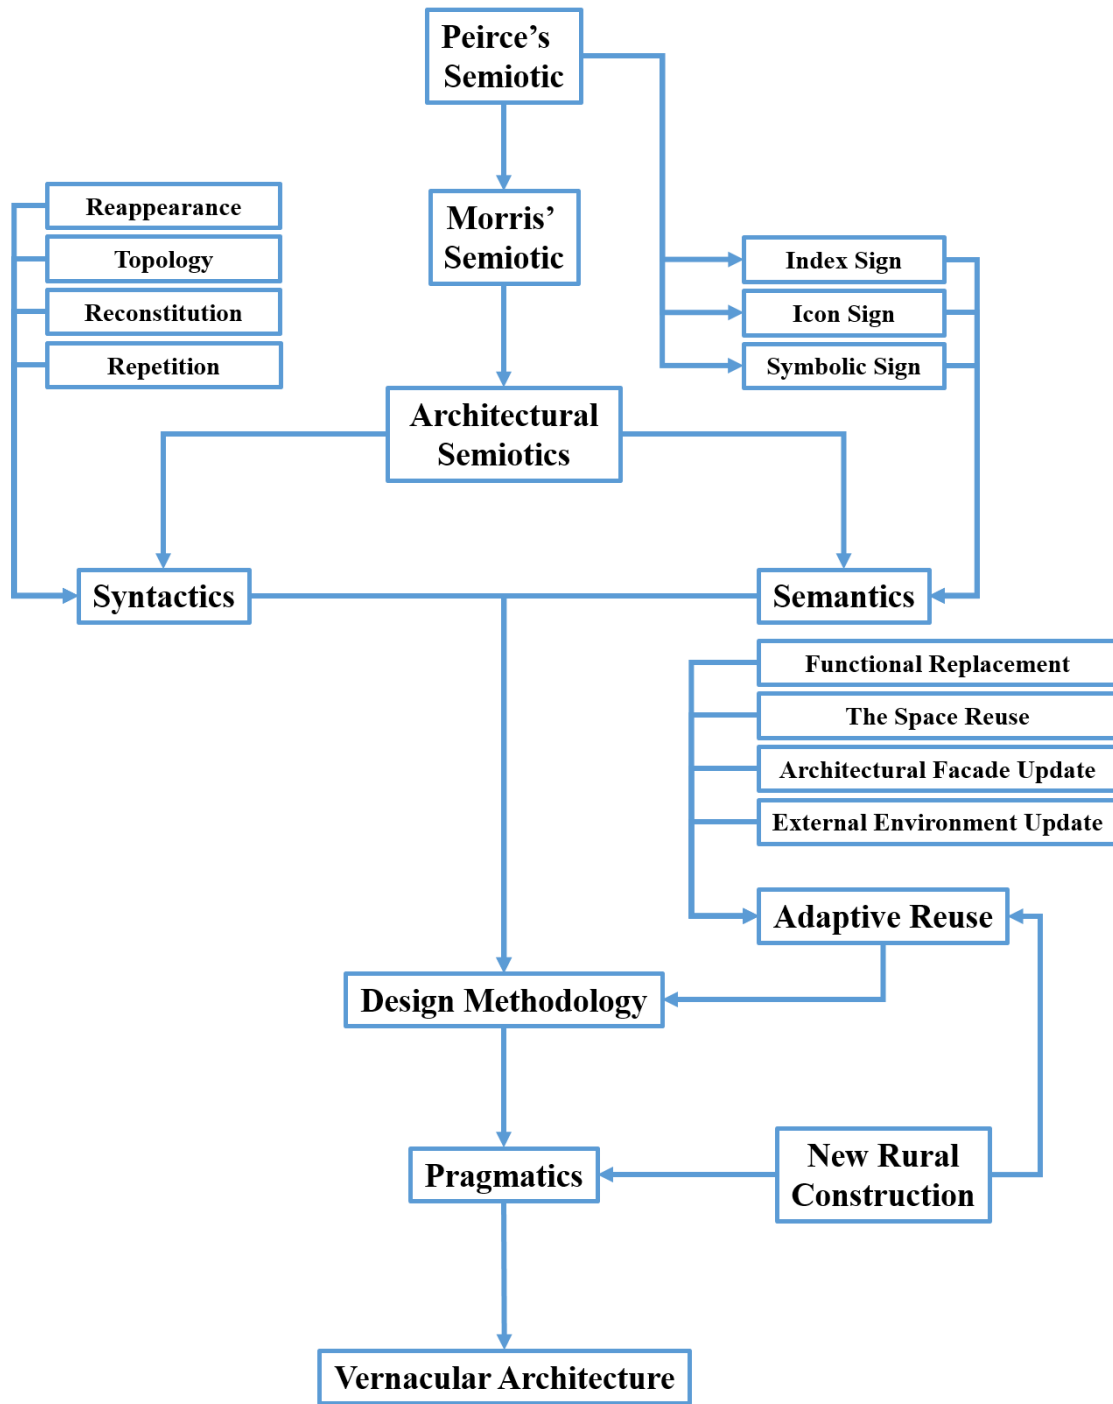 Peirce's
Semiotic
Morris'
Semiotic
Reappearance
Topology
Reconstitution
Repetition
Index Sign
Icon Sign
Symbolic Sign
Architectural
Semiotics
Syntactics
Semantics
Functional Replacement
The Space Reuse
Architectural Facade Update
External Environment Update
Adaptive Reuse
Design Methodology
Pragmatics
New Rural
Construction
Vernacular Architecture